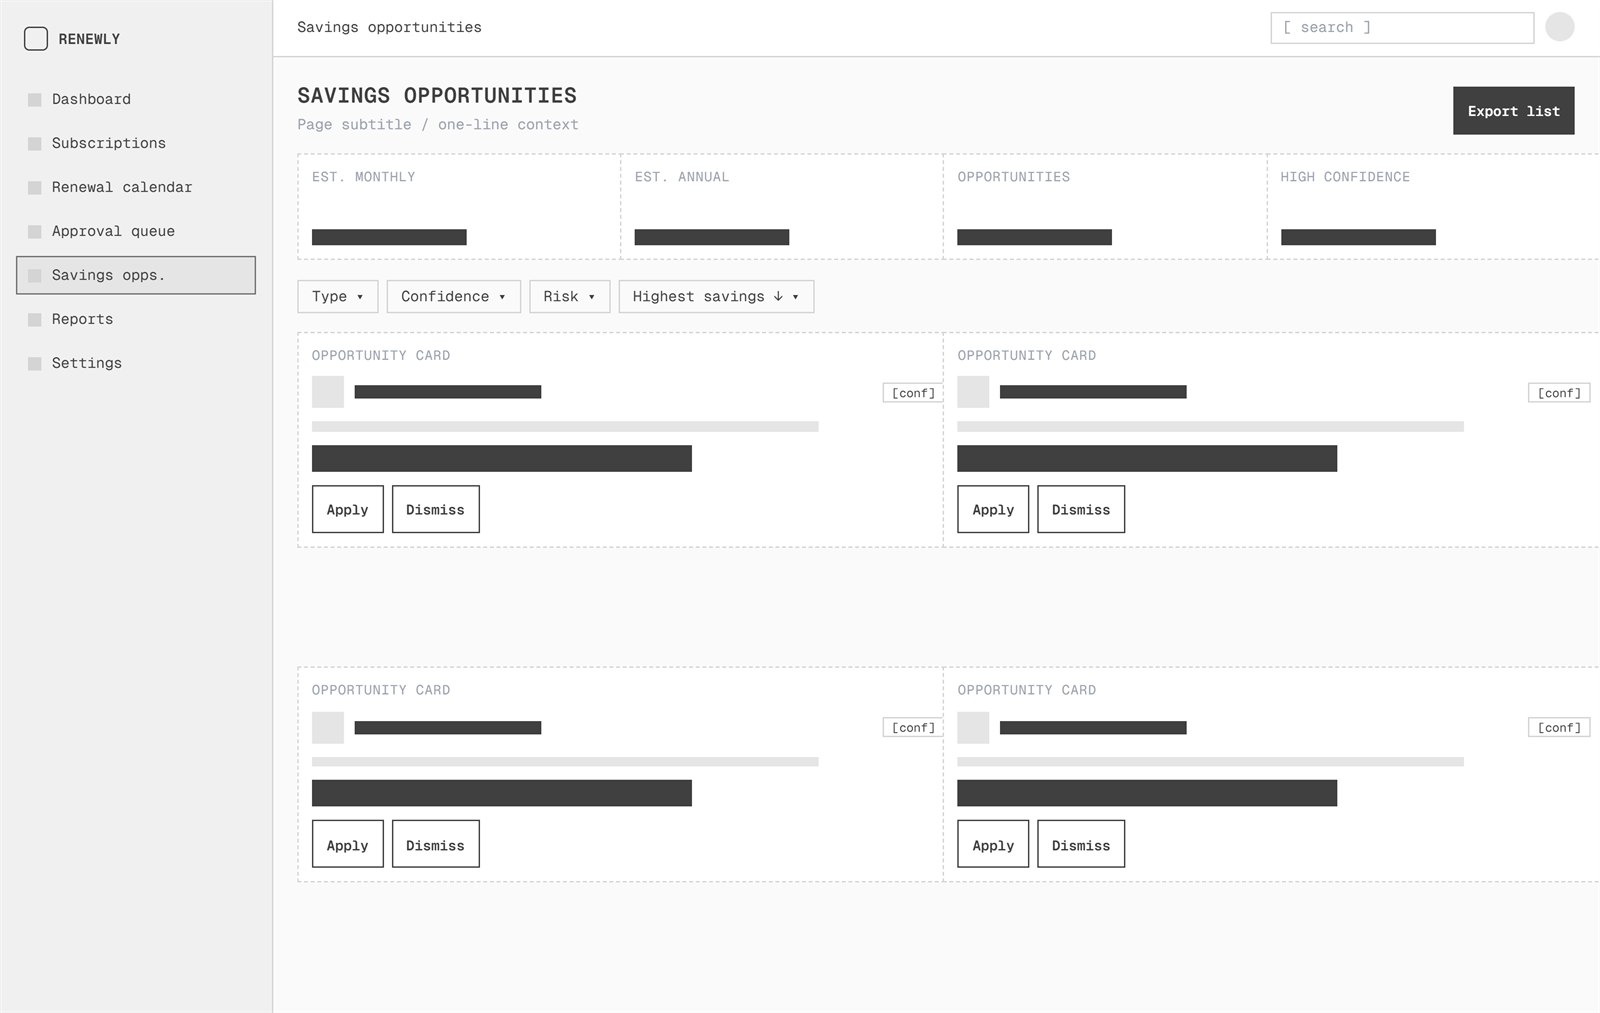 RENEWLY
Dashboard
Subscriptions
Renewal calendar
Approval queue
Savings opps.
Reports
Settings
Savings opportunities
[ search ]
SAVINGS OPPORTUNITIES
Page subtitle / one-line context
Export list
EST. MONTHLY
EST. ANNUAL
OPPORTUNITIES
HIGH CONFIDENCE
Type ▾
Confidence ▾
Risk ▾
Highest savings ↓ ▾
OPPORTUNITY CARD
[conf]
Apply
Dismiss
OPPORTUNITY CARD
[conf]
Apply
Dismiss
OPPORTUNITY CARD
[conf]
Apply
Dismiss
OPPORTUNITY CARD
[conf]
Apply
Dismiss